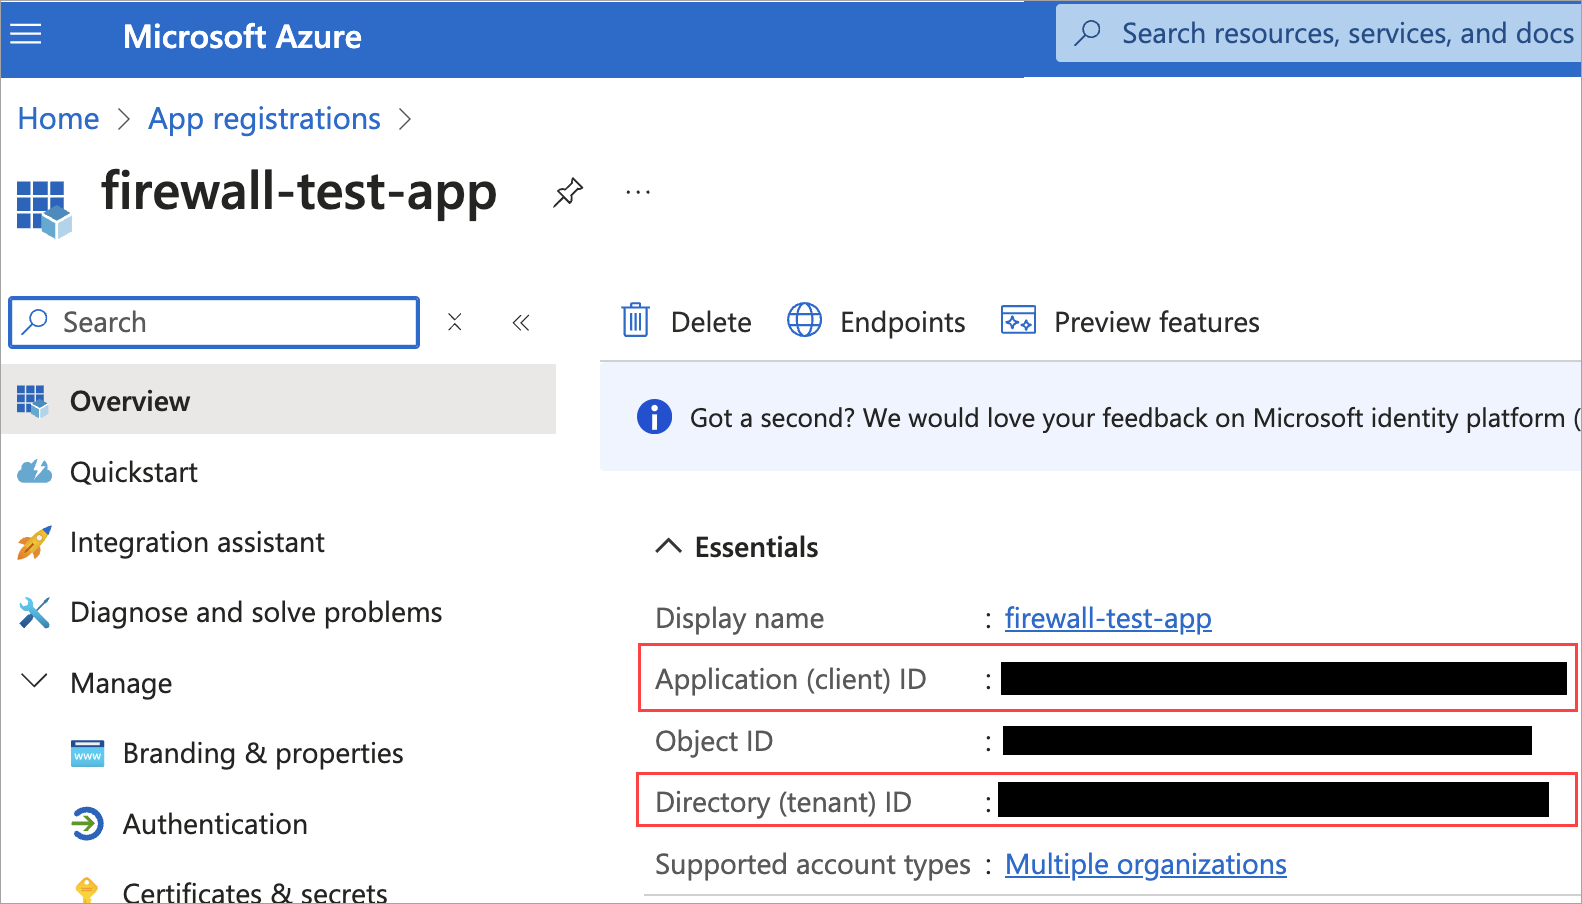 Microsoft Azure
Search resources, services, and docs
Home > App registrations >
firewall-test-app ...
Search
Delete Endpoints Preview features
Overview
Got a second? We would love your feedback on Microsoft identity platform (
Quickstart
Integration assistant
Diagnose and solve problems
Manage
www Branding & properties
Authentication
Certificates & secrets
Essentials
Display name : firewall-test-app
Application (client) ID :
Object ID :
Directory (tenant) ID :
Supported account types : Multiple organizations